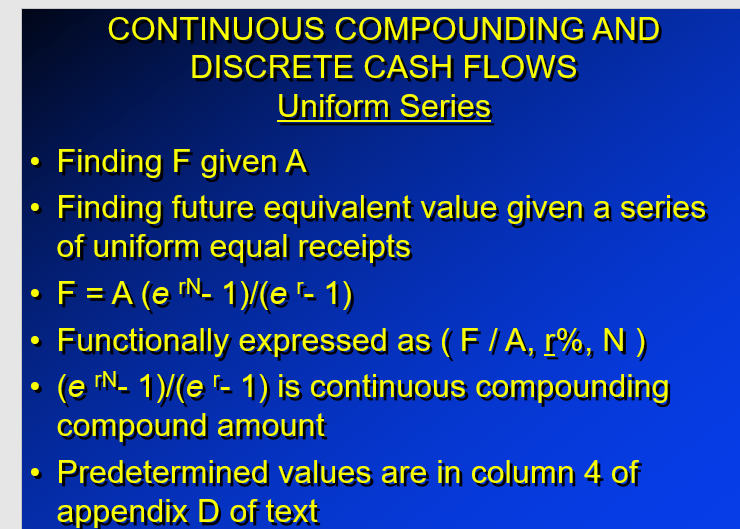 CONTINUOUS COMPOUNDING AND
DISCRETE CASH FLOWS
Uniform Series
• Finding F given A
• Finding future equivalent value given a series
of uniform equal receipts
• F = A (e rN- 1)/(e r- 1)
• Functionally expressed as ( F / A, r%, N )
• (e rN- 1)/(e r- 1) is continuous compounding
compound amount
• Predetermined values are in column 4 of
appendix D of text